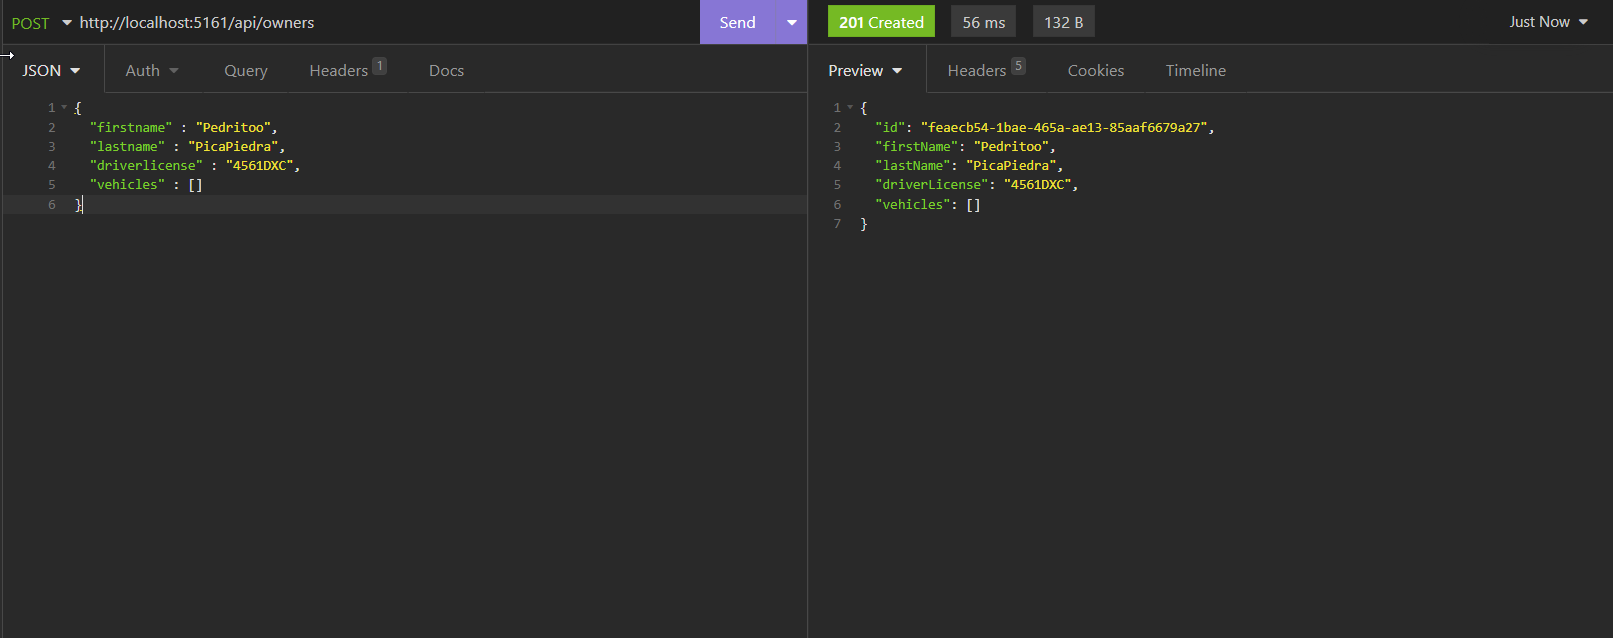 POST http://localhost:5161/api/owners Send 201 Created 56 ms 132 B Just Now
JSON Auth Query Headers 1 Docs Preview Headers 5 Cookies Timeline
1 {
2 "firstname" : "Pedritoo",
3 "lastname" : "PicaPiedra",
4 "driverlicense" : "4561DXC",
5 "vehicles" : []
6 }
1 {
2 "id": "feaecb54-1bae-465a-ae13-85aaf6679a27",
3 "firstName": "Pedritoo",
4 "lastName": "PicaPiedra",
5 "driverLicense": "4561DXC",
6 "vehicles": []
7 }